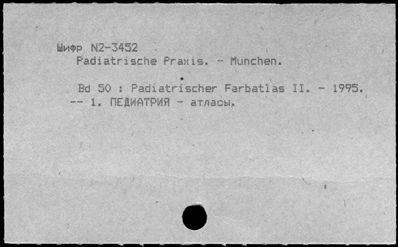 Шифр N2-3452
Padiatrische Praxis. - Munchen.
Bd 50 : Padiatrischer Farbatlas II. - 1995.
-- 1. ПЕДИАТРИЯ - атласы.